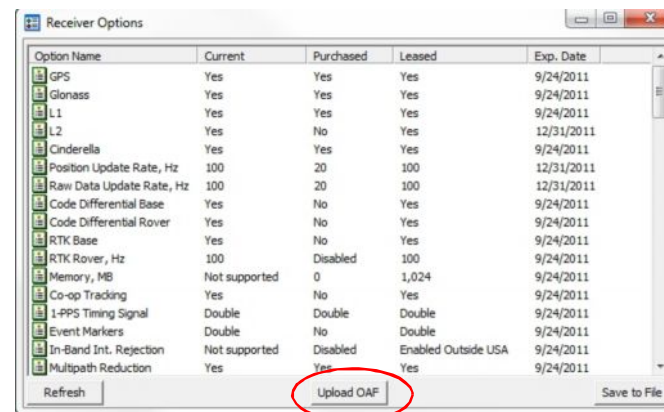 Receiver Options
Option Name Current Purchased Leased Exp. Date
GPS Yes Yes Yes 9/24/2011
Glonass Yes Yes Yes 9/24/2011
L1 Yes Yes Yes 9/24/2011
L2 Yes No Yes 12/31/2011
Cinderella Yes Yes Yes 9/24/2011
Position Update Rate, Hz 100 20 100 12/31/2011
Raw Data Update Rate, Hz 100 20 100 12/31/2011
Code Differential Base Yes No Yes 9/24/2011
Code Differential Rover Yes No Yes 9/24/2011
RTK Base Yes No Yes 9/24/2011
RTK Rover, Hz 100 Disabled 100 9/24/2011
Memory, MB Not supported 0 1,024 9/24/2011
Co-op Tracking Yes No Yes 9/24/2011
1-PPS Timing Signal Double Double Double 9/24/2011
Event Markers Double No Double 9/24/2011
In-Band Int. Rejection Not supported Disabled Enabled Outside USA 9/24/2011
Multipath Reduction Yes Yes Yes 9/24/2011
Refresh Upload OAF Save to File